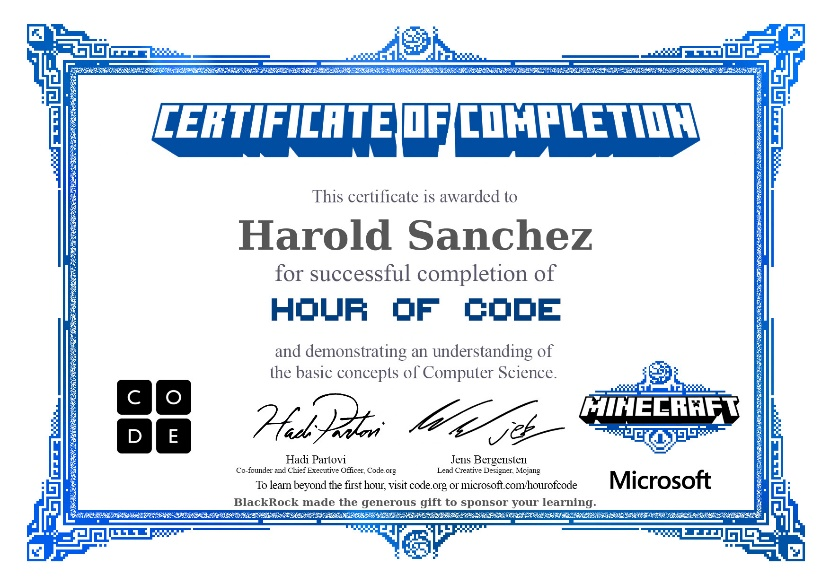 CERTIFICATE OF COMPLETION
This certificate is awarded to
Harold Sanchez
for successful completion of
HOUR OF CODE
and demonstrating an understanding of
the basic concepts of Computer Science.
C O
D E
Hadi Partovi
jeb
MINECRAFT
Hadi Partovi
Co-founder and Chief Executive Officer, Code.org
Jens Bergensten
Lead Creative Designer, Mojang
Microsoft
To learn beyond the first hour, visit code.org or microsoft.com/hourofcode
BlackRock made the generous gift to sponsor your learning.